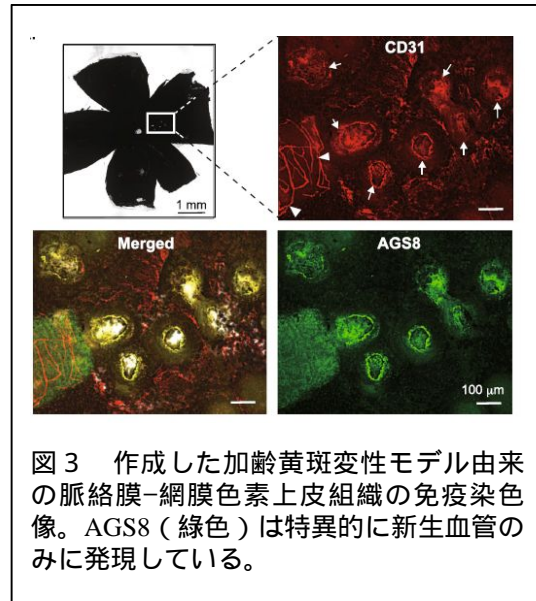 CD31
1 mm
Merged
AGS8
100 μm
図３　作成した加齢黄斑変性モデル由来
の脈絡膜−網膜色素上皮組織の免疫染色
像。AGS8（緑色）は特異的に新生血管の
みに発現している。